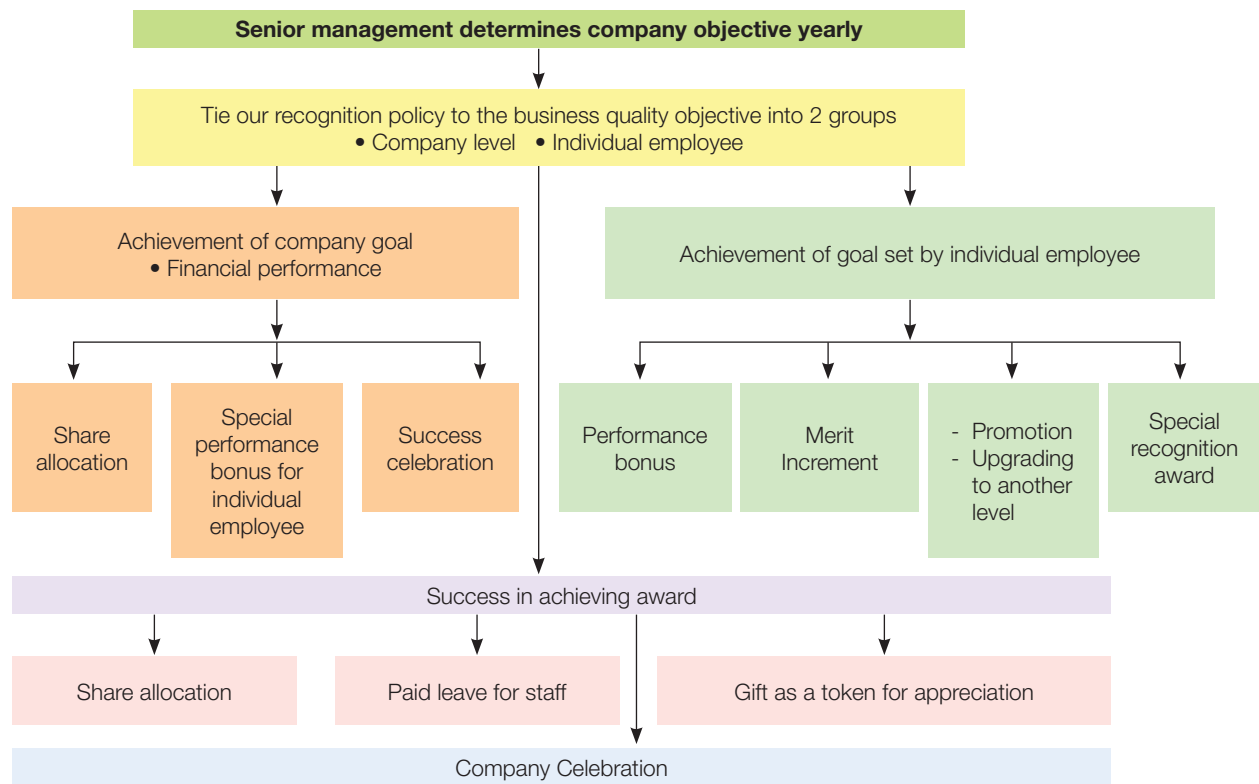 Senior management determines company objective yearly
Tie our recognition policy to the business quality objective into 2 groups
• Company level • Individual employee
Achievement of company goal
• Financial performance
Achievement of goal set by individual employee
Share
allocation
Special
performance
bonus for
individual
employee
Success
celebration
Performance
bonus
Merit
Increment
- Promotion
- Upgrading
to another
level
Special
recognition
award
Success in achieving award
Share allocation
Paid leave for staff
Gift as a token for appreciation
Company Celebration